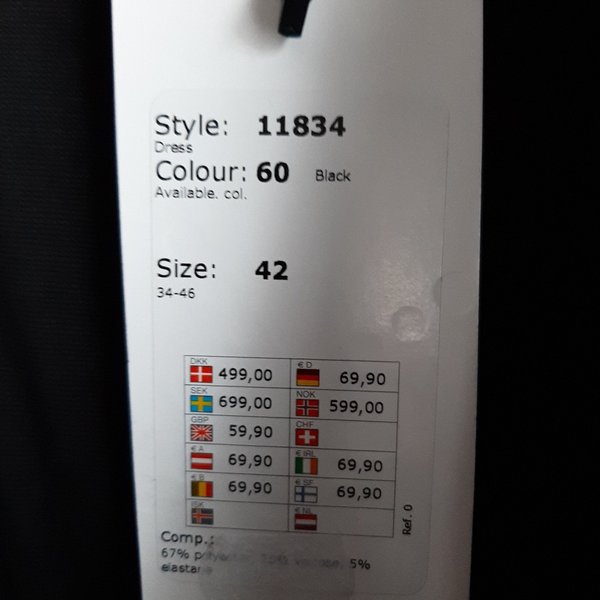 Style: 11834
Dress
Colour: 60 Black
Available. col.
Size: 42
34-46
DKK 499,00 € D 69,90
SEK 699,00 NOK 599,00
GBP 59,90 CHF
€ A 69,90 € IRL 69,90
€ B 69,90 € SF 69,90
ISK € NL
Ref. 0
Comp.:
67% polyester, viscose, 5%
elastane